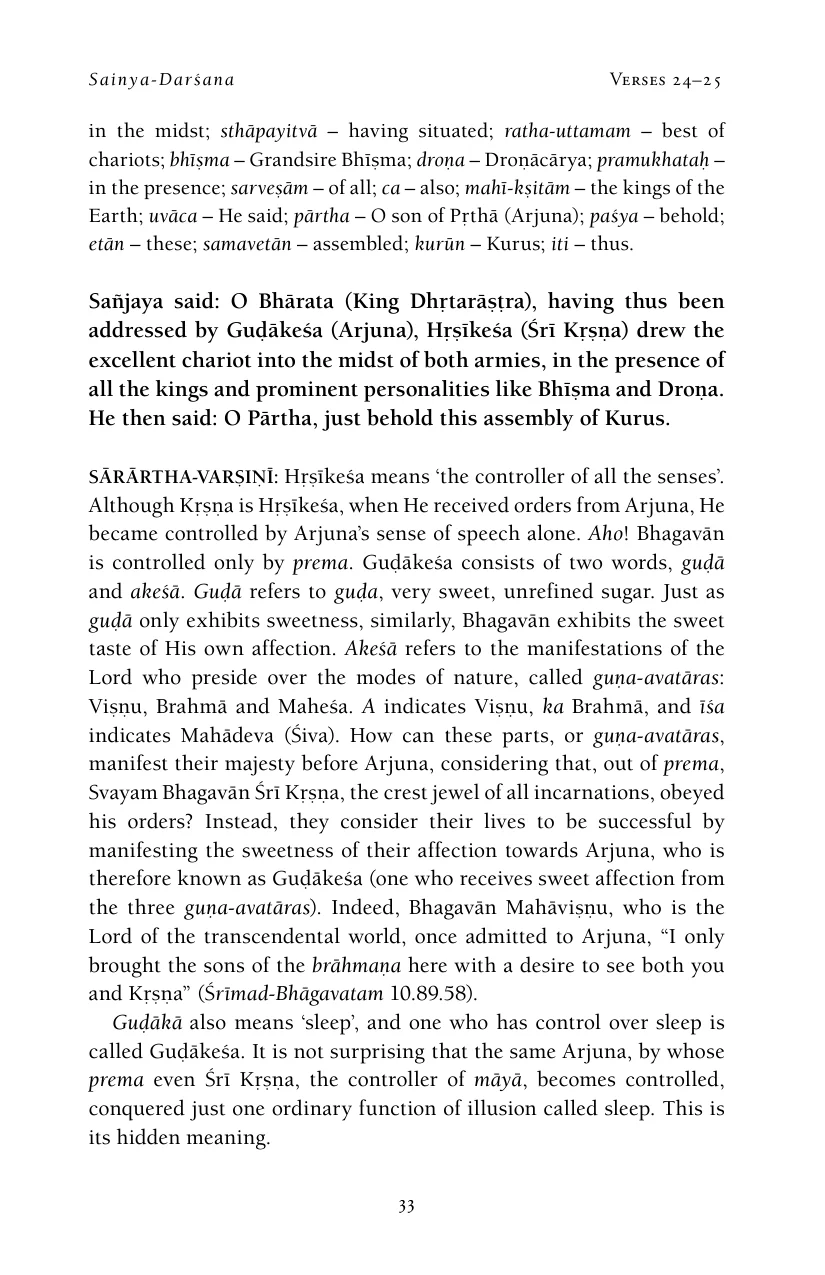 Sainya-Darśana Verses 24–25
in the midst; sthāpayitvā – having situated; ratha-uttamam – best of
chariots; bhīṣma – Grandsire Bhīṣma; droṇa – Droṇācārya; pramukhataḥ –
in the presence; sarveṣām – of all; ca – also; mahī-kṣitām – the kings of the
Earth; uvāca – He said; pārtha – O son of Pṛthā (Arjuna); paśya – behold;
etān – these; samavetān – assembled; kurūn – Kurus; iti – thus.
Sañjaya said: O Bhārata (King Dhṛtarāṣṭra), having thus been
addressed by Guḍākeśa (Arjuna), Hṛṣīkeśa (Śrī Kṛṣṇa) drew the
excellent chariot into the midst of both armies, in the presence of
all the kings and prominent personalities like Bhīṣma and Droṇa.
He then said: O Pārtha, just behold this assembly of Kurus.
SĀRĀRTHA-VARṢIṆĪ: Hṛṣīkeśa means ‘the controller of all the senses’.
Although Kṛṣṇa is Hṛṣīkeśa, when He received orders from Arjuna, He
became controlled by Arjuna’s sense of speech alone. Aho! Bhagavān
is controlled only by prema. Guḍākeśa consists of two words, guḍā
and akeśā. Guḍā refers to guḍa, very sweet, unrefined sugar. Just as
guḍā only exhibits sweetness, similarly, Bhagavān exhibits the sweet
taste of His own affection. Akeśā refers to the manifestations of the
Lord who preside over the modes of nature, called guṇa-avatāras:
Viṣṇu, Brahmā and Maheśa. A indicates Viṣṇu, ka Brahmā, and īśa
indicates Mahādeva (Śiva). How can these parts, or guṇa-avatāras,
manifest their majesty before Arjuna, considering that, out of prema,
Svayam Bhagavān Śrī Kṛṣṇa, the crest jewel of all incarnations, obeyed
his orders? Instead, they consider their lives to be successful by
manifesting the sweetness of their affection towards Arjuna, who is
therefore known as Guḍākeśa (one who receives sweet affection from
the three guṇa-avatāras). Indeed, Bhagavān Mahāviṣṇu, who is the
Lord of the transcendental world, once admitted to Arjuna, “I only
brought the sons of the brāhmaṇa here with a desire to see both you
and Kṛṣṇa” (Śrīmad-Bhāgavatam 10.89.58).
Guḍākā also means ‘sleep’, and one who has control over sleep is
called Guḍākeśa. It is not surprising that the same Arjuna, by whose
prema even Śrī Kṛṣṇa, the controller of māyā, becomes controlled,
conquered just one ordinary function of illusion called sleep. This is
its hidden meaning.
33